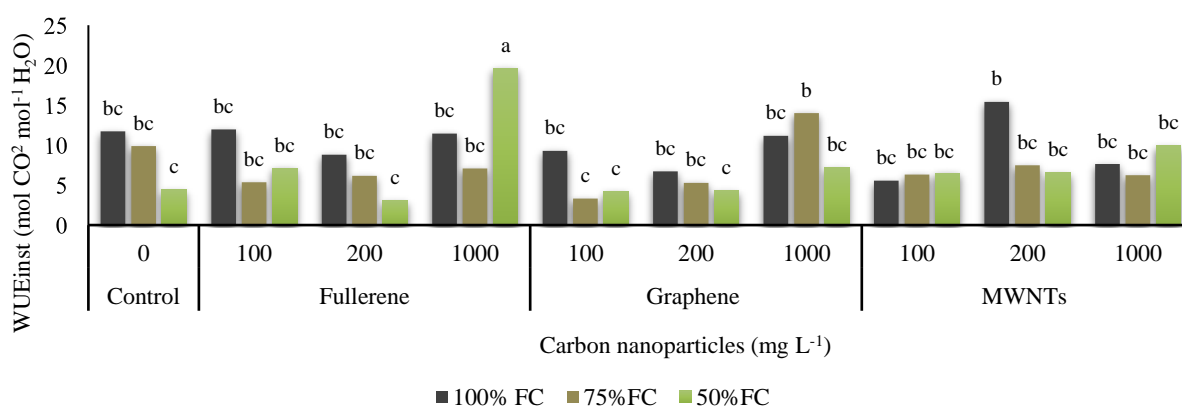 WUEinst (mol CO² mol⁻¹ H₂O)
25
20
15
10
5
0
bc bc c bc bc bc bc bc c bc bc a bc c c bc bc c bc b bc bc bc bc b bc bc bc bc bc
0 100 200 1000 100 200 1000 100 200 1000
Control Fullerene Graphene MWNTs
Carbon nanoparticles (mg L⁻¹)
100% FC 75%FC 50%FC